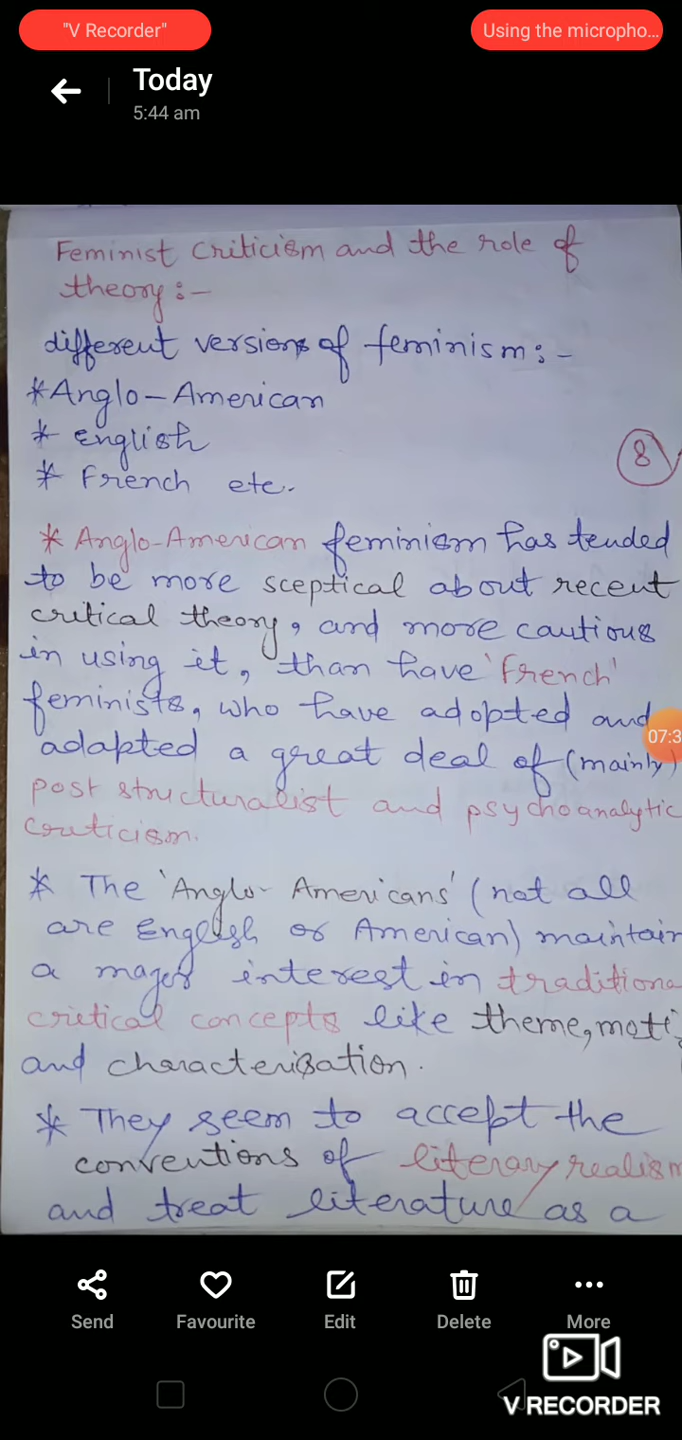 "V Recorder"
Using the micropho...
Today
5:44 am
Feminist Criticism and the role of
theory :-
different versions of feminism :-
* Anglo-American
* English
* French etc.
8
* Anglo-American feminism has tended
to be more sceptical about recent
critical theory, and more cautious
in using it, than have 'French'
feminists, who have adopted and
07:3
adapted a great deal of (mainly)
post structuralist and psychoanalytic
criticism.
* The 'Anglo-Americans' (not all
are English or American) maintain
a major interest in traditiona
critical concepts like theme, moti
and characterization.
* They seem to accept the
conventions of literary realism
and treat literature as a
Send
Favourite
Edit
Delete
More
V RECORDER